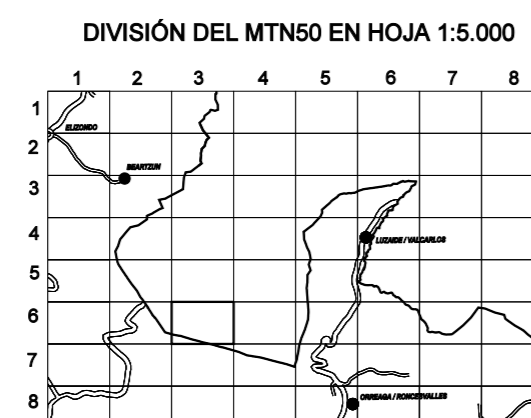 DIVISIÓN DEL MTN50 EN HOJA 1:5.000
1 2 3 4 5 6 7 8
1
ELIZONDO
2
BEARTZUN
3
4
LUZAIDE / VALCARLOS
5
6
7
ORREAGA / RONCESVALLES
8